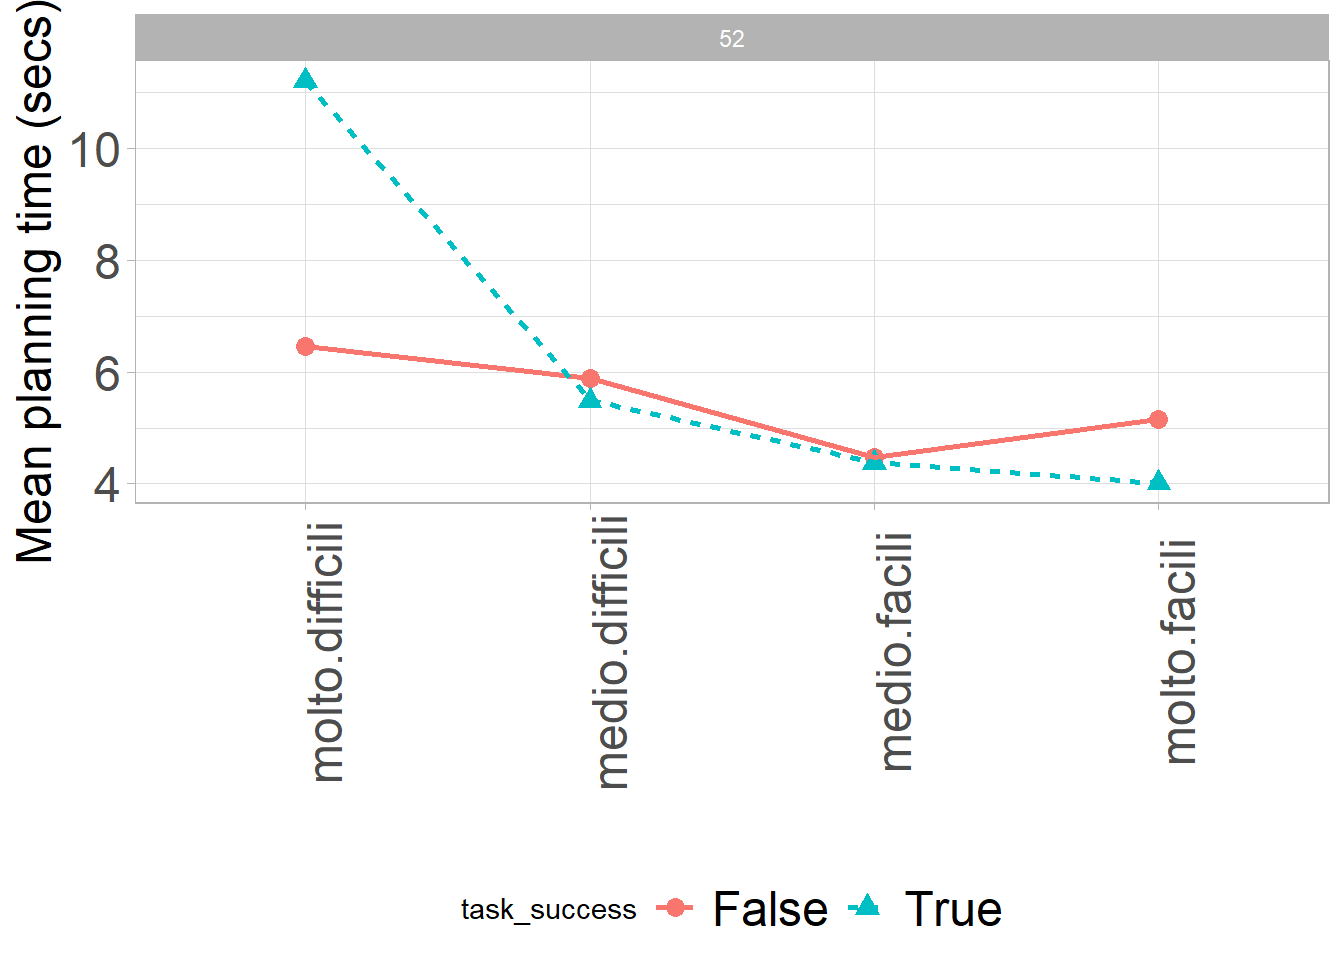 52
Mean planning time (secs)
10
8
6
4
molto.difficili
medio.difficili
medio.facili
molto.facili
task_success False True